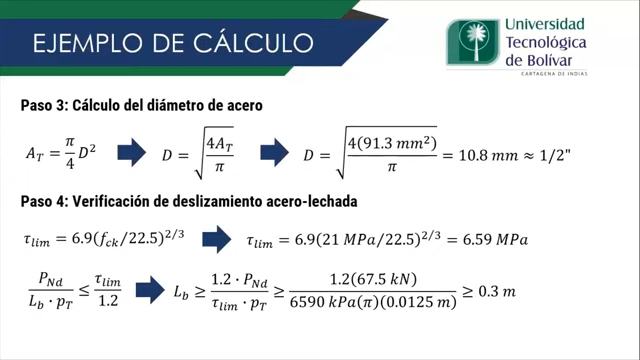 EJEMPLO DE CÁLCULO
Universidad
Tecnológica
de Bolívar
CARTAGENA DE INDIAS
Paso 3: Cálculo del diámetro de acero
A_T = π/4 D² D = √(4A_T/π) D = √(4(91.3 mm²)/π) = 10.8 mm ≈ 1/2"
Paso 4: Verificación de deslizamiento acero-lechada
τ_lim = 6.9(f_ck/22.5)^{2/3} τ_lim = 6.9(21 MPa/22.5)^{2/3} = 6.59 MPa
P_Nd/(L_b · p_T) ≤ τ_lim/1.2 L_b ≥ (1.2 · P_Nd)/(τ_lim · p_T) ≥ 1.2(67.5 kN)/(6590 kPa(π)(0.0125 m)) ≥ 0.3 m